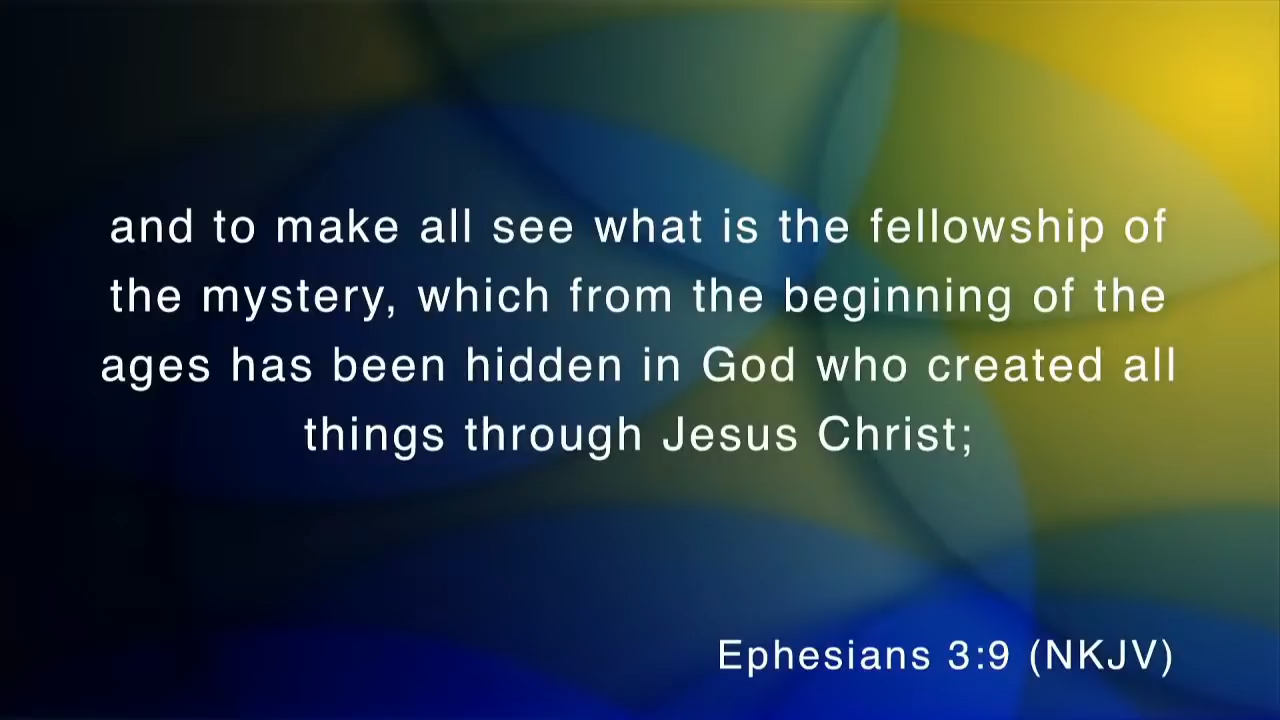 and to make all see what is the fellowship of
the mystery, which from the beginning of the
ages has been hidden in God who created all
things through Jesus Christ;
Ephesians 3:9 (NKJV)